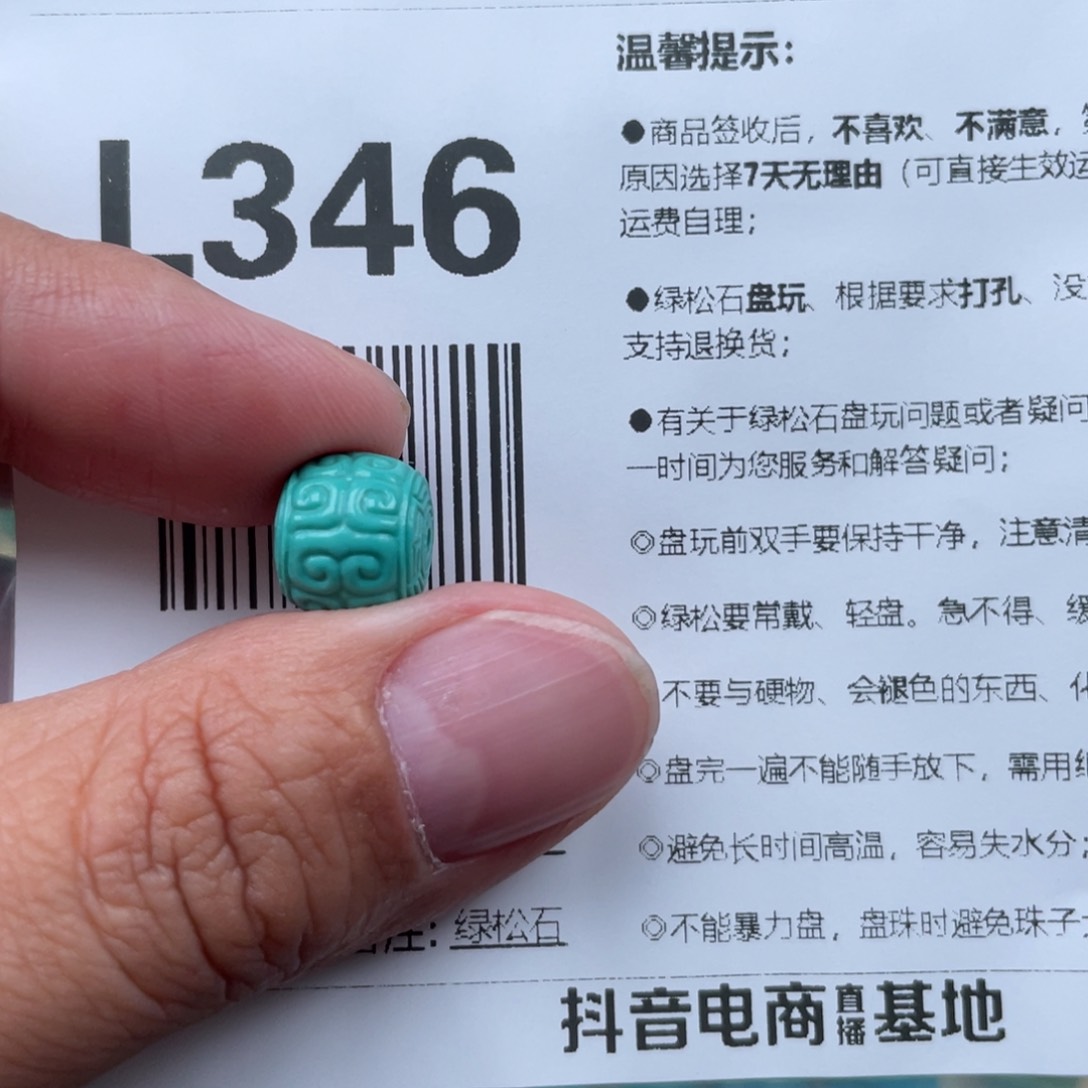 L346
温馨提示：
●商品签收后，不喜欢、不满意，
原因选择7天无理由（可直接生效运
运费自理；
●绿松石盘玩、根据要求打孔、没
支持退换货；
●有关于绿松石盘玩问题或者疑问
一时间为您服务和解答疑问；
◎盘玩前双手要保持干净，注意清
◎绿松要常戴、轻盘。急不得、缓
不要与硬物、会褪色的东西、化
◎盘完一遍不能随手放下，需用
◎避免长时间高温，容易失水分；
◎不能暴力盘，盘珠时避免珠子
备注：绿松石
抖音电商直播基地